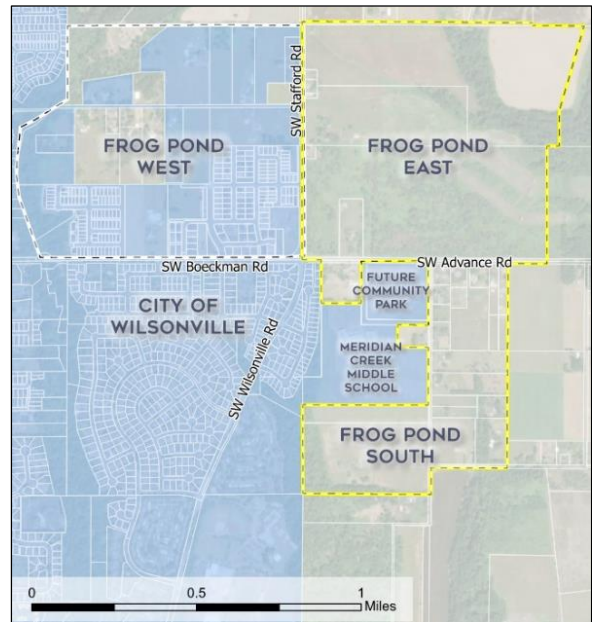 SW Stafford Rd
FROG POND
WEST
FROG POND
EAST
SW Boeckman Rd
SW Advance Rd
FUTURE
COMMUNITY
PARK
CITY OF
WILSONVILLE
SW Wilsonville Rd
MERIDIAN
CREEK
MIDDLE
SCHOOL
FROG POND
SOUTH
0 0.5 1
Miles